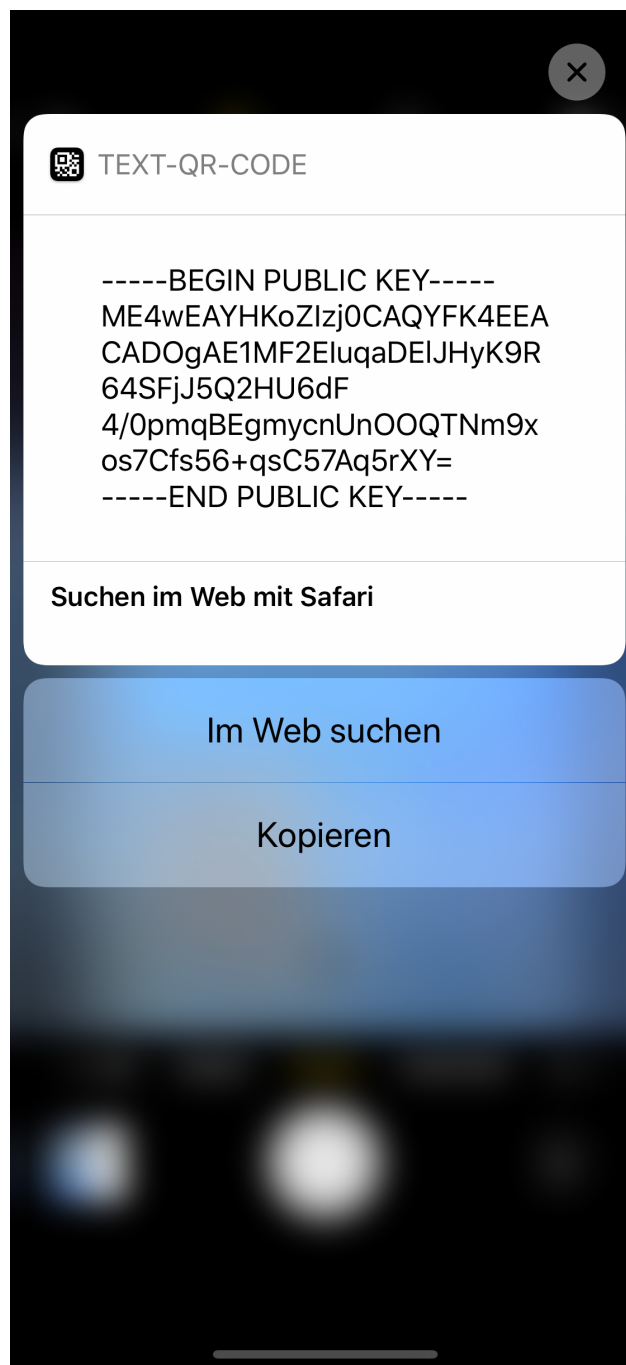 TEXT-QR-CODE
-----BEGIN PUBLIC KEY-----
ME4wEAYHKoZIzj0CAQYFK4EEA
CADOgAE1MF2EIuqaDElJHyK9R
64SFjJ5Q2HU6dF
4/0pmqBEgmycnUnOOQTNm9x
os7Cfs56+qsC57Aq5rXY=
-----END PUBLIC KEY-----
Suchen im Web mit Safari
Im Web suchen
Kopieren